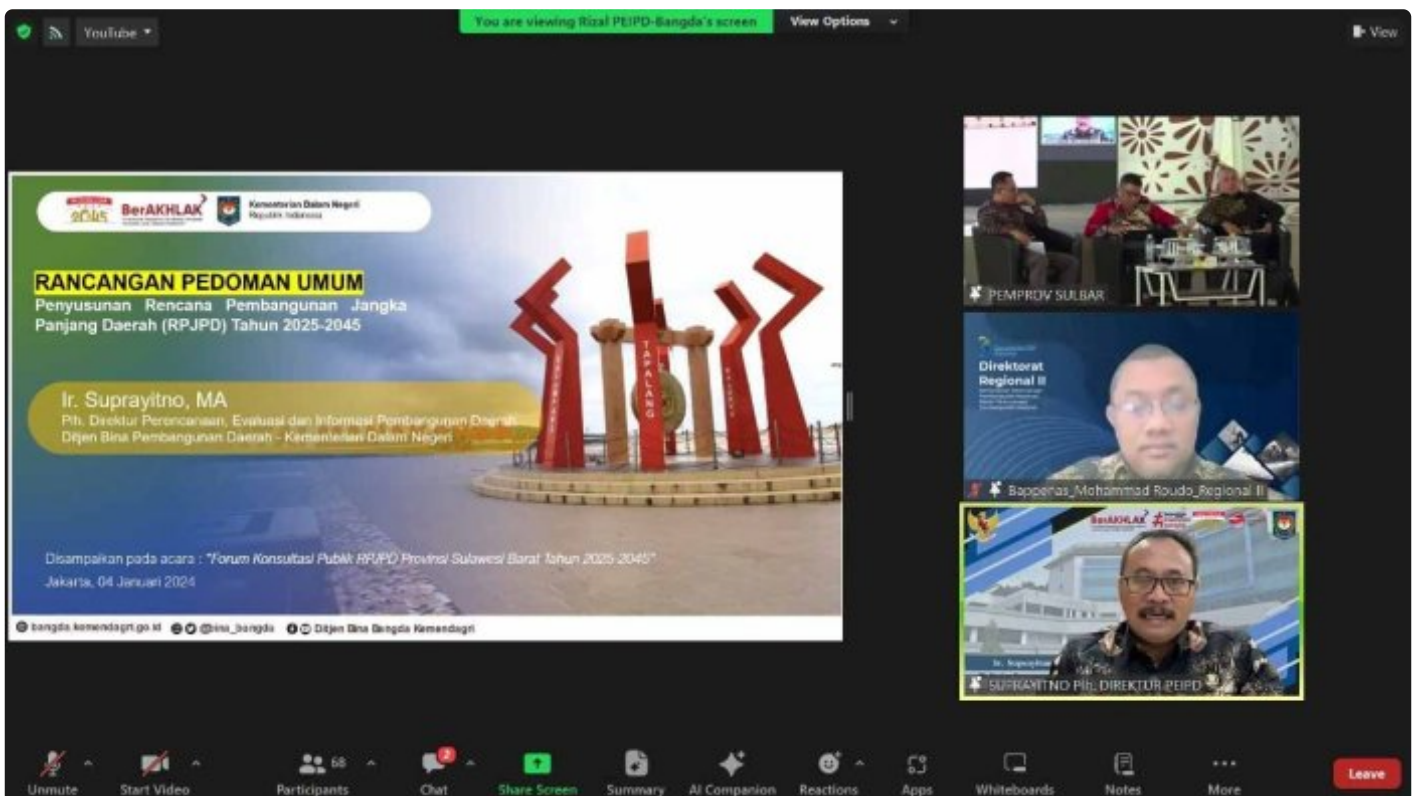 YouTube
You are viewing Rizal PEIPD-Bangda's screen
View Options
View
2045
BerAKHLAK
Kementerian Dalam Negeri
Republik Indonesia
RANCANGAN PEDOMAN UMUM
Penyusunan Rencana Pembangunan Jangka
Panjang Daerah (RPJPD) Tahun 2025-2045
Ir. Suprayitno, MA
Plh. Direktur Perencanaan, Evaluasi dan Informasi Pembangunan Daerah
Ditjen Bina Pembangunan Daerah - Kementerian Dalam Negeri
TAPALANG
Disampaikan pada acara : "Forum Konsultasi Publik RPJPD Provinsi Sulawesi Barat Tahun 2025-2045"
Jakarta, 04 Januari 2024
bangda.kemendagri.go.id
@bina_bangda
Ditjen Bina Bangda Kemendagri
PEMPROV SULBAR
Direktorat
Regional II
Bappenas_Mohammad Roudo_Regional II
BerAKHLAK
Ir. Suprayitno
SUPRAYITNO Plh. DIREKTUR PEIPD
Unmute
Start Video
68
Participants
2
Chat
Share Screen
Summary
AI Companion
Reactions
Apps
Whiteboards
Notes
More
Leave